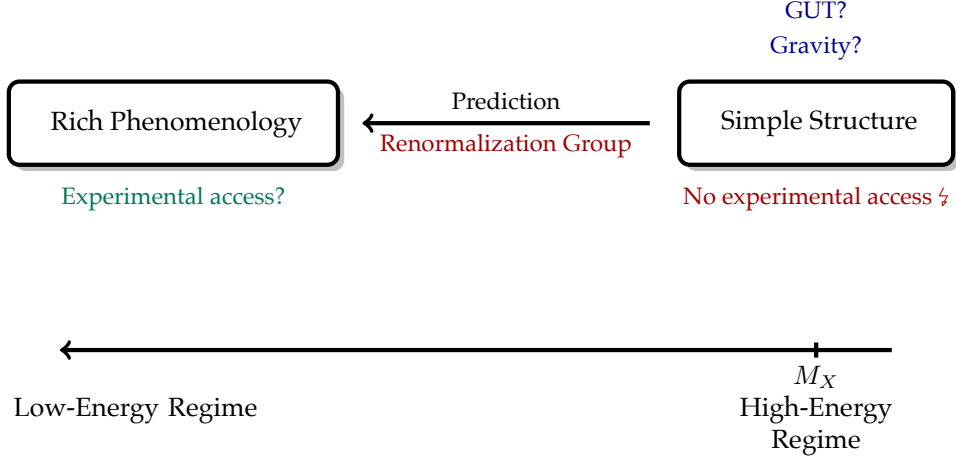 GUT?
Gravity?
Rich Phenomenology
Prediction
Renormalization Group
Simple Structure
Experimental access?
No experimental access ↯
M_X
Low-Energy Regime
High-Energy
Regime